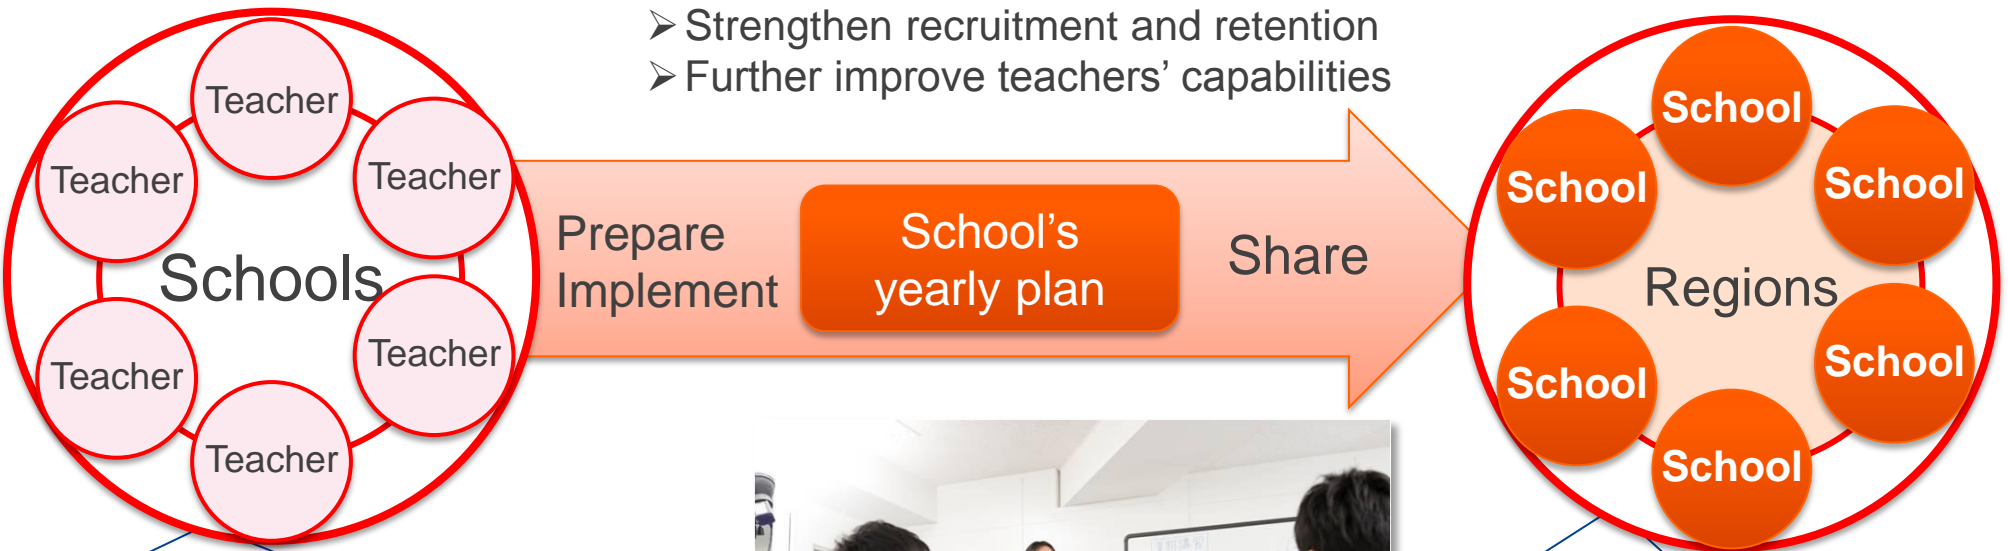 ➢ Strengthen recruitment and retention
➢ Further improve teachers’ capabilities
Teacher
Teacher
Teacher
Schools
Teacher
Teacher
Teacher
Prepare
Implement
School’s
yearly plan
Share
School
School
School
Regions
School
School
School